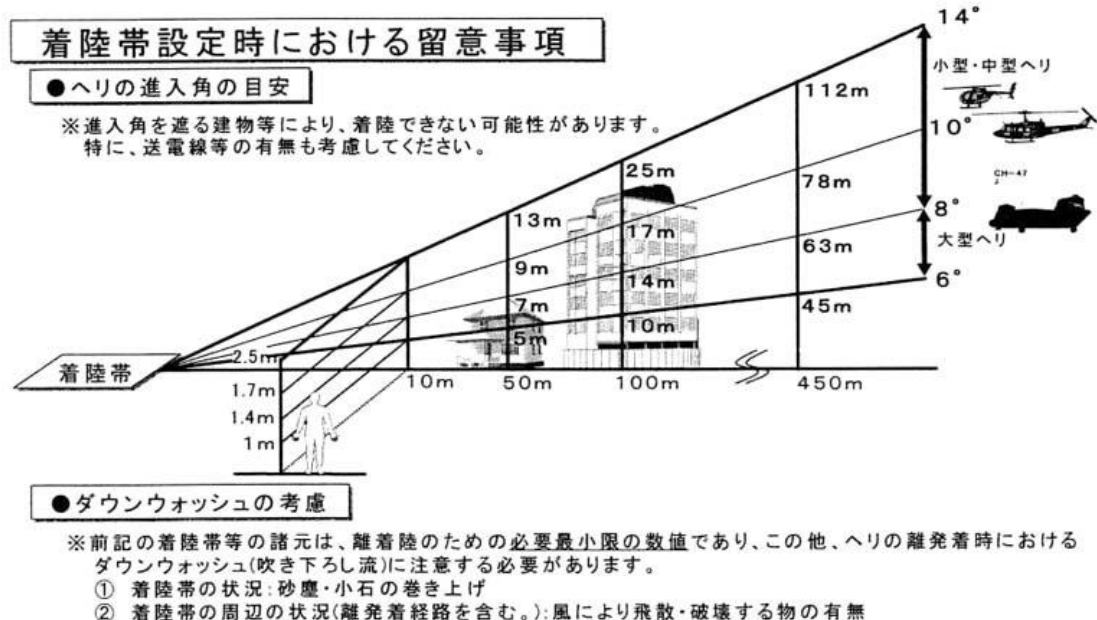 着陸帯設定時における留意事項
●ヘリの進入角の目安
※進入角を遮る建物等により、着陸できない可能性があります。
特に、送電線等の有無も考慮してください。
14°
小型・中型ヘリ
112m
10°
25m
CH-47
J
78m
8°
13m
17m
大型ヘリ
63m
9m
14m
6°
7m
45m
10m
5m
2.5m
着陸帯
10m
50m
100m
450m
1.7m
1.4m
1m
●ダウンウォッシュの考慮
※前記の着陸帯等の諸元は、離着陸のための必要最小限の数値であり、この他、ヘリの離発着時における
ダウンウォッシュ(吹き下ろし流)に注意する必要があります。
① 着陸帯の状況:砂塵・小石の巻き上げ
② 着陸帯の周辺の状況(離発着経路を含む。):風により飛散・破壊する物の有無